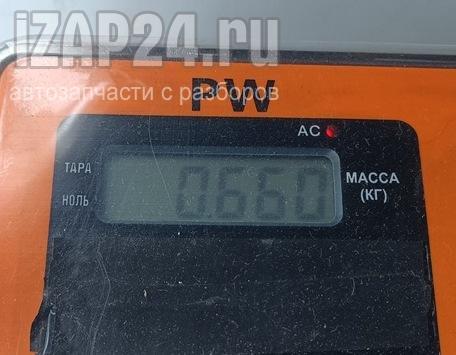 iZAP24.ru
автозапчасти с разборов
PW
AC
ТАРА
НОЛЬ
0.660
МАССА
(КГ)